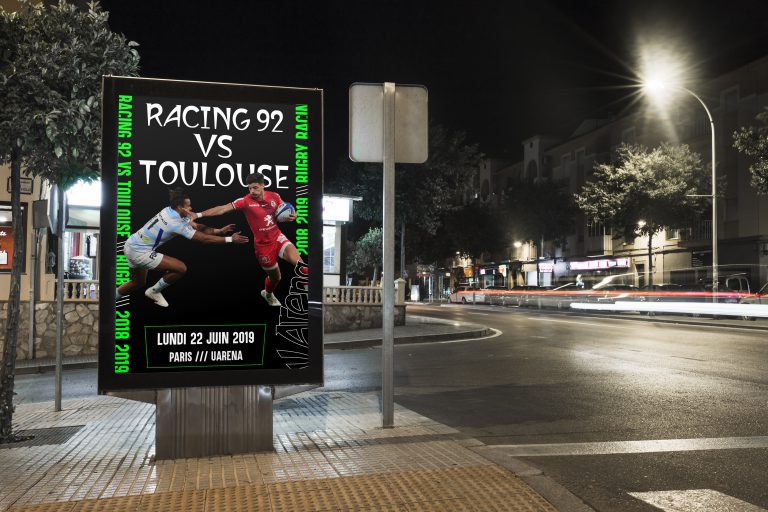 RACING 92
VS
TOULOUSE
RACING 92 VS TOULOUSE /// RUGBY
2018 2019
RUGRY RACIN
2018 2019
\\\Arena
LUNDI 22 JUIN 2019
PARIS /// UARENA